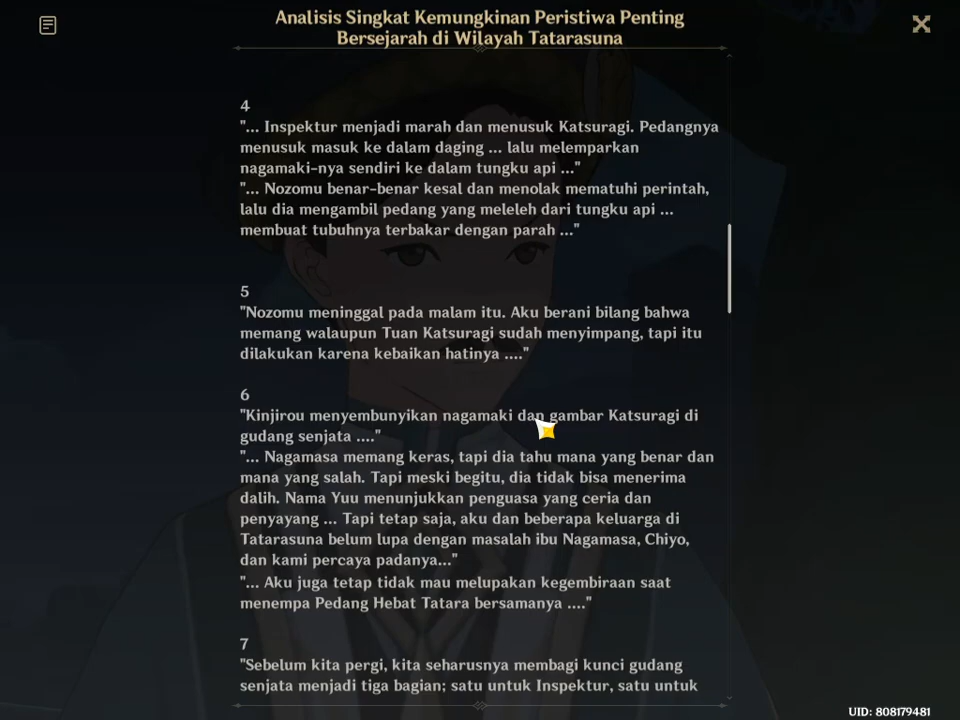 Analisis Singkat Kemungkinan Peristiwa Penting
Bersejarah di Wilayah Tatarasuna
4
"... Inspektur menjadi marah dan menusuk Katsuragi. Pedangnya
menusuk masuk ke dalam daging ... lalu melemparkan
nagamaki-nya sendiri ke dalam tungku api ..."
"... Nozomu benar-benar kesal dan menolak mematuhi perintah,
lalu dia mengambil pedang yang meleleh dari tungku api ...
membuat tubuhnya terbakar dengan parah ..."
5
"Nozomu meninggal pada malam itu. Aku berani bilang bahwa
memang walaupun Tuan Katsuragi sudah menyimpang, tapi itu
dilakukan karena kebaikan hatinya ...."
6
"Kinjirou menyembunyikan nagamaki dan gambar Katsuragi di
gudang senjata ...."
"... Nagamasa memang keras, tapi dia tahu mana yang benar dan
mana yang salah. Tapi meski begitu, dia tidak bisa menerima
dalih. Nama Yuu menunjukkan penguasa yang ceria dan
penyayang ... Tapi tetap saja, aku dan beberapa keluarga di
Tatarasuna belum lupa dengan masalah ibu Nagamasa, Chiyo,
dan kami percaya padanya..."
"... Aku juga tetap tidak mau melupakan kegembiraan saat
menempa Pedang Hebat Tatara bersamanya ...."
7
"Sebelum kita pergi, kita seharusnya membagi kunci gudang
senjata menjadi tiga bagian; satu untuk Inspektur, satu untuk
UID: 808179481